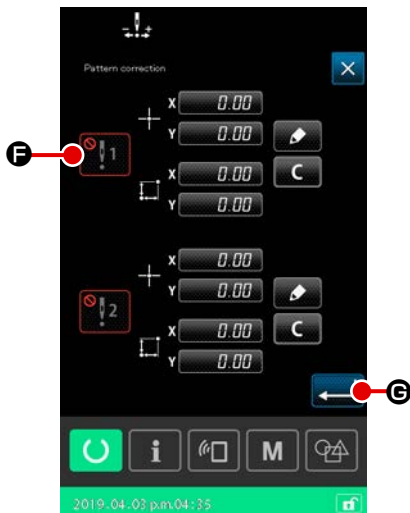 Pattern correction
X 0.00
Y 0.00
F
1
C
X 0.00
Y 0.00
X 0.00
Y 0.00
2
C
X 0.00
Y 0.00
G
i
M
2019-04-03 p.m.04:35